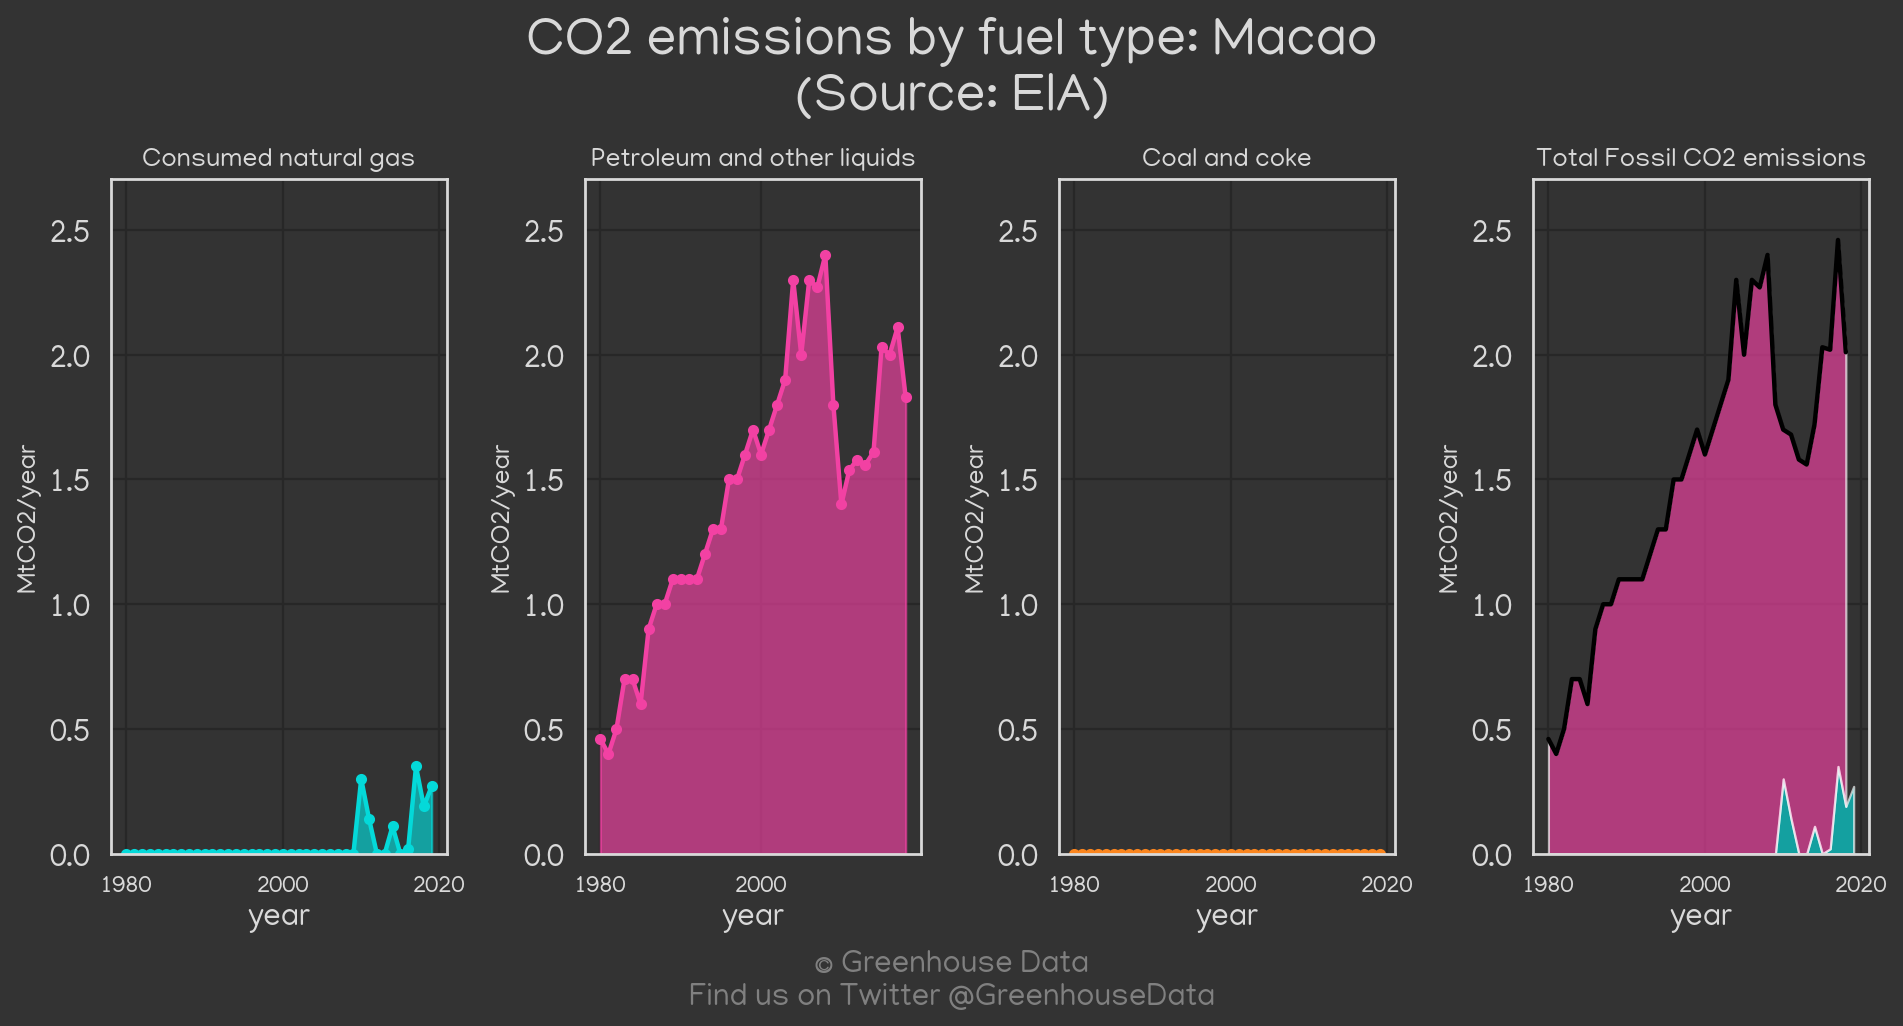 CO2 emissions by fuel type: Macao
(Source: EIA)
Consumed natural gas
Petroleum and other liquids
Coal and coke
Total Fossil CO2 emissions
MtCO2/year
2.5
2.0
1.5
1.0
0.5
0.0
1980 2000 2020
year
MtCO2/year
2.5
2.0
1.5
1.0
0.5
0.0
1980 2000
year
MtCO2/year
2.5
2.0
1.5
1.0
0.5
0.0
1980 2000 2020
year
MtCO2/year
2.5
2.0
1.5
1.0
0.5
0.0
1980 2000 2020
year
© Greenhouse Data
Find us on Twitter @GreenhouseData